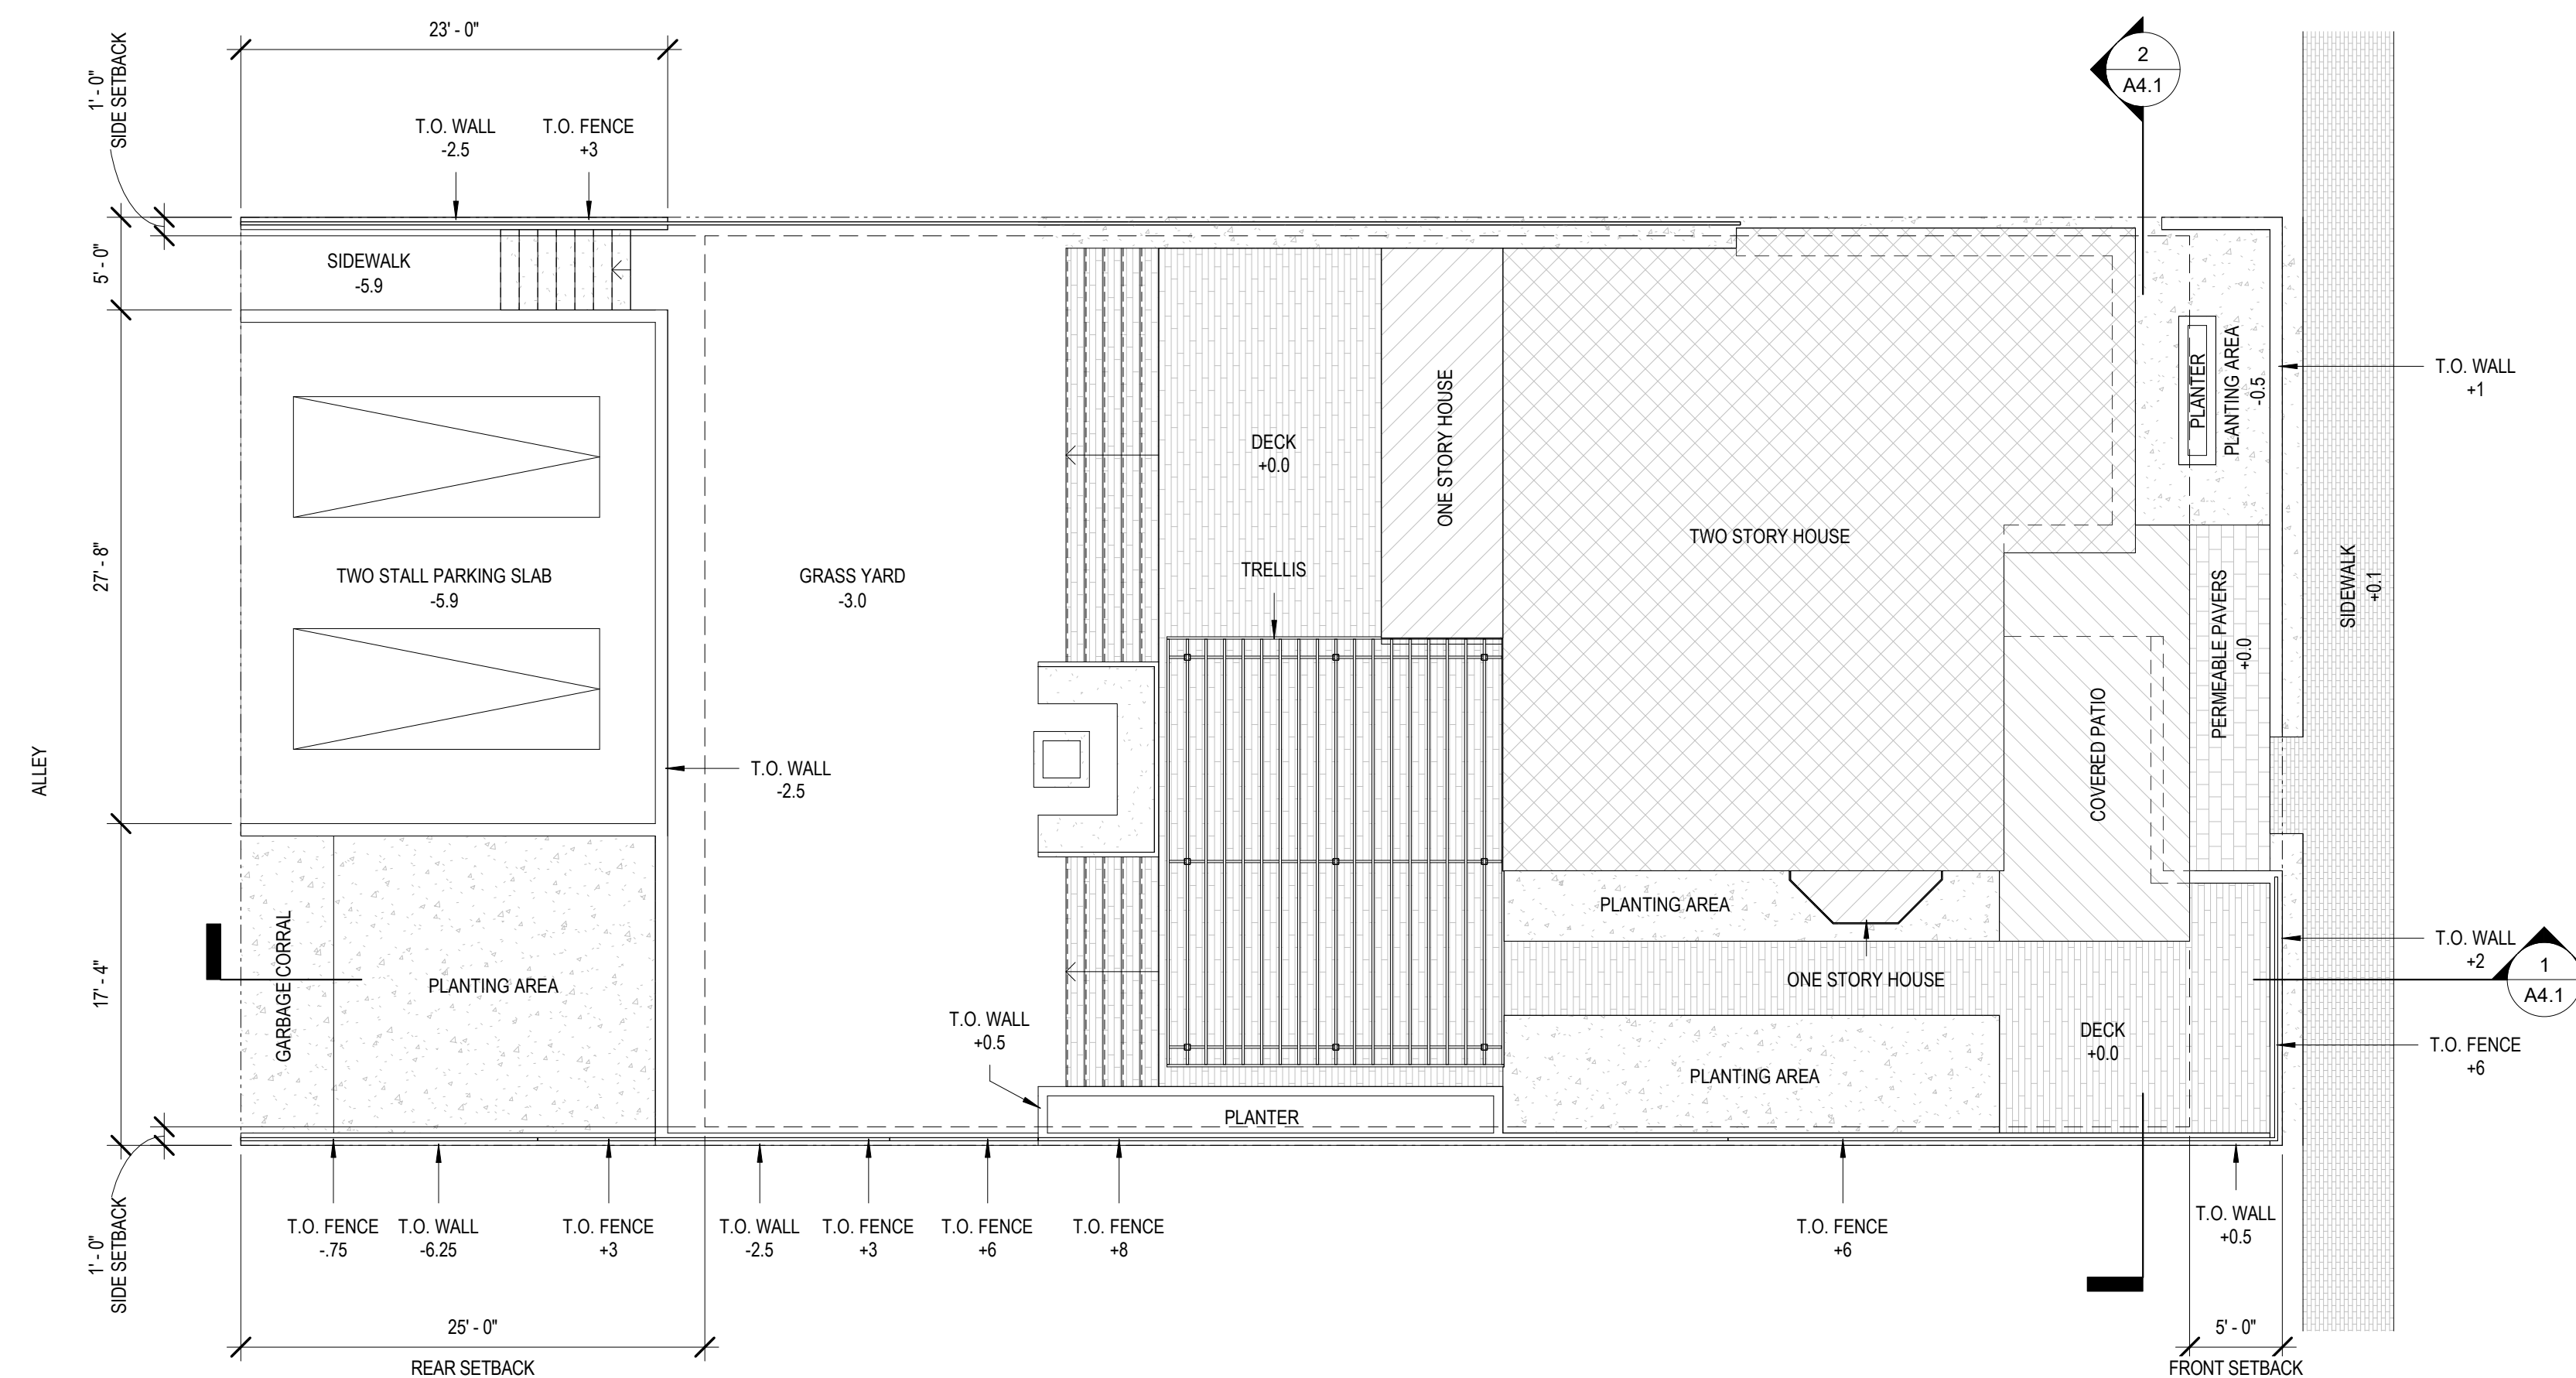 23' - 0"
1' - 0"
SIDE SETBACK
2
A4.1
T.O. WALL
-2.5
T.O. FENCE
+3
5' - 0"
SIDEWALK
-5.9
27' - 8"
TWO STALL PARKING SLAB
-5.9
GRASS YARD
-3.0
DECK
+0.0
TRELLIS
ONE STORY HOUSE
TWO STORY HOUSE
PLANTER
PLANTING AREA
-0.5
T.O. WALL
+1
SIDEWALK
+0.1
PERMEABLE PAVERS
+0.0
COVERED PATIO
ALLEY
T.O. WALL
-2.5
17' - 4"
GARBAGE CORRAL
PLANTING AREA
PLANTING AREA
ONE STORY HOUSE
T.O. WALL
+2
1
A4.1
T.O. WALL
+0.5
DECK
+0.0
T.O. FENCE
+6
PLANTING AREA
PLANTER
1' - 0"
SIDE SETBACK
T.O. FENCE
-.75
T.O. WALL
-6.25
T.O. FENCE
+3
T.O. WALL
-2.5
T.O. FENCE
+3
T.O. FENCE
+6
T.O. FENCE
+8
T.O. FENCE
+6
T.O. WALL
+0.5
25' - 0"
REAR SETBACK
5' - 0"
FRONT SETBACK